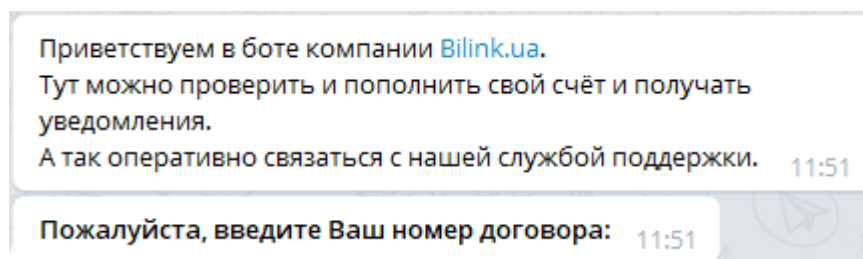 Приветствуем в боте компании Bilink.ua.
Тут можно проверить и пополнить свой счёт и получать
уведомления.
А так оперативно связаться с нашей службой поддержки. 11:51
Пожалуйста, введите Ваш номер договора: 11:51